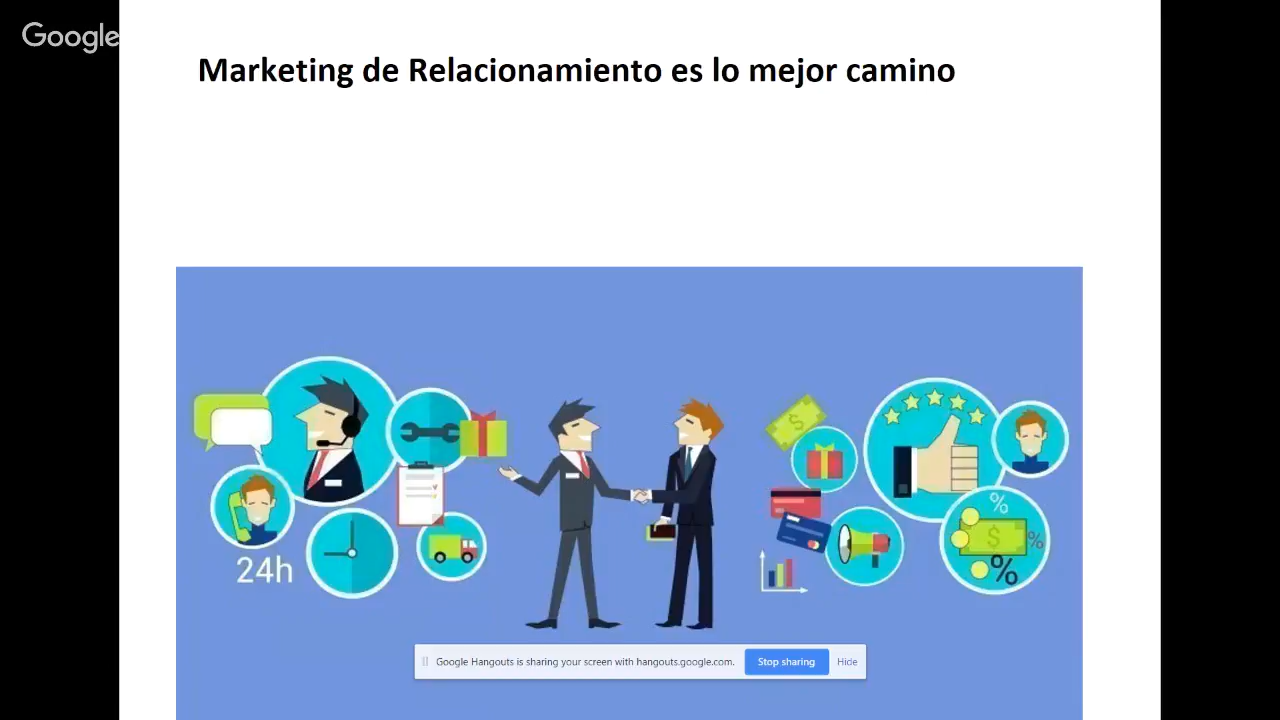 Google
Marketing de Relacionamiento es lo mejor camino
24h
$
$
%
%
%
Google Hangouts is sharing your screen with hangouts.google.com.
Stop sharing
Hide